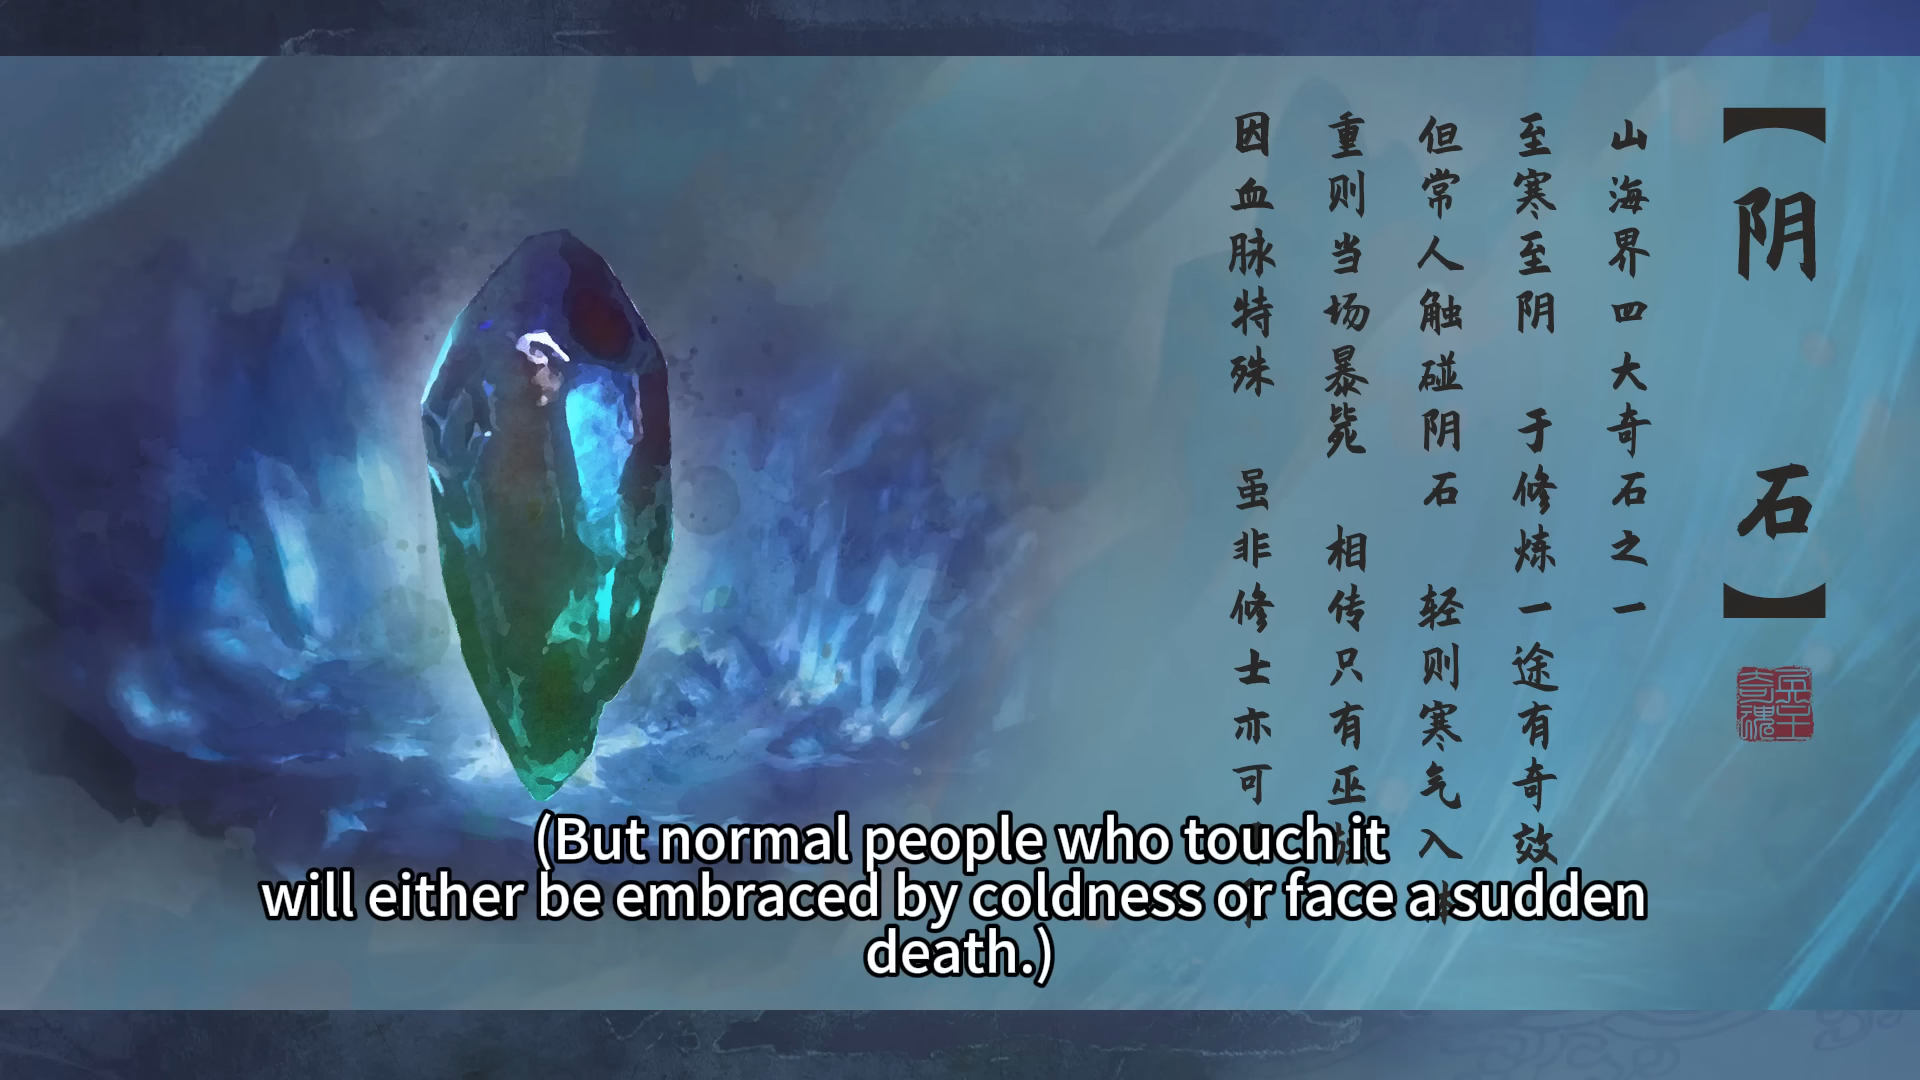 【阴石】
山海界四大奇石之一
至寒至阴 于修炼一途有奇效
但常人触碰阴石 轻则寒气入体
重则当场暴毙 相传只有巫族
因血脉特殊 虽非修士亦可
(But normal people who touch it
will either be embraced by coldness or face a sudden
death.)